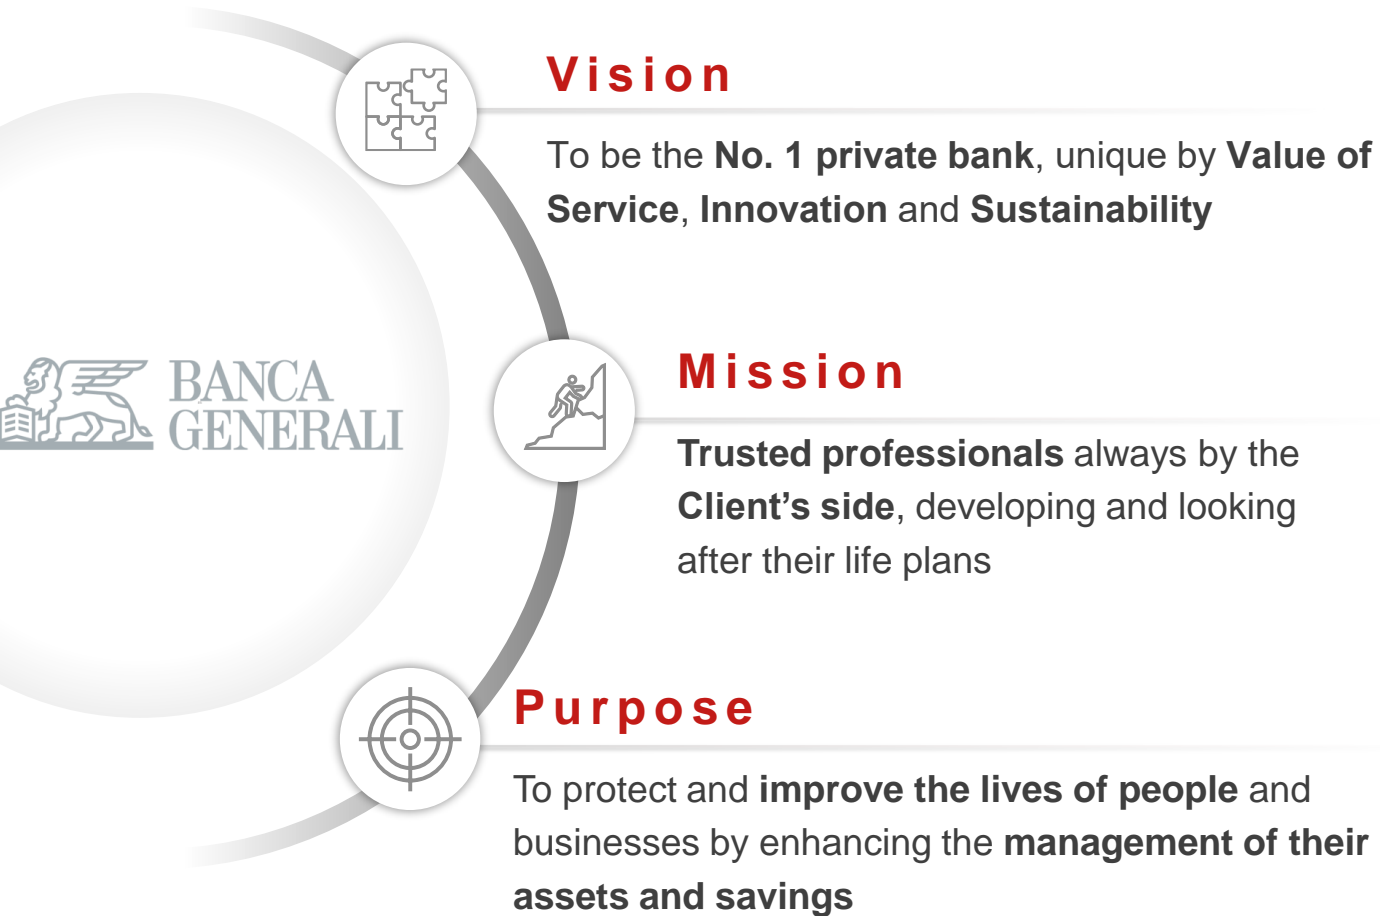 Vision
To be the No. 1 private bank, unique by Value of
Service, Innovation and Sustainability
BANCA
GENERALI
Mission
Trusted professionals always by the
Client’s side, developing and looking
after their life plans
Purpose
To protect and improve the lives of people and
businesses by enhancing the management of their
assets and savings